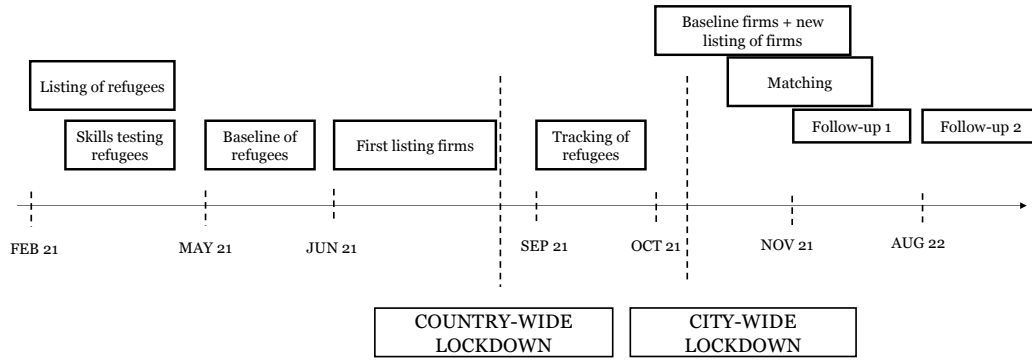 Baseline firms + new
listing of firms
Listing of refugees
Matching
Skills testing
refugees
Baseline of
refugees
First listing firms
Tracking of
refugees
Follow-up 1
Follow-up 2
FEB 21
MAY 21
JUN 21
SEP 21
OCT 21
NOV 21
AUG 22
COUNTRY-WIDE
LOCKDOWN
CITY-WIDE
LOCKDOWN